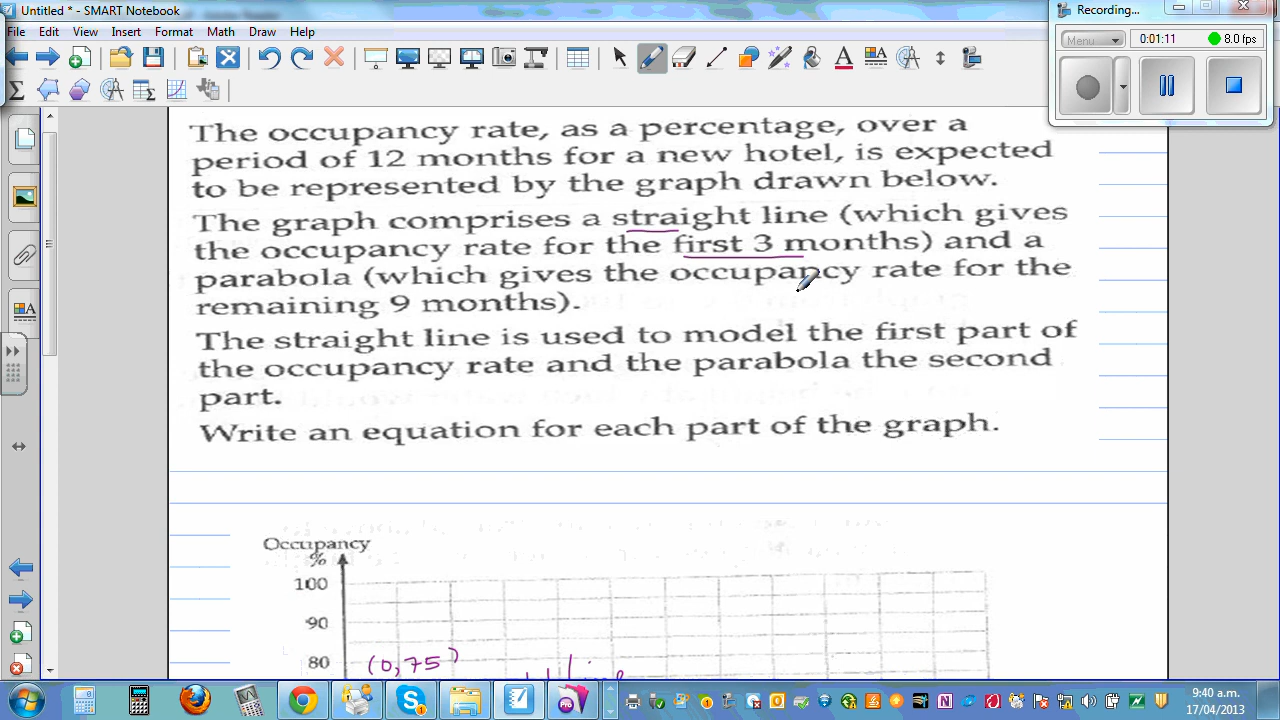 Untitled * - SMART Notebook
Recording...
File Edit View Insert Format Math Draw Help
Menu 0:01:11 8.0 fps
The occupancy rate, as a percentage, over a
period of 12 months for a new hotel, is expected
to be represented by the graph drawn below.
The graph comprises a straight line (which gives
the occupancy rate for the first 3 months) and a
parabola (which gives the occupancy rate for the
remaining 9 months).
The straight line is used to model the first part of
the occupancy rate and the parabola the second
part.
Write an equation for each part of the graph.
Occupancy
%
100
90
80
(0,75)
9:40 a.m.
17/04/2013